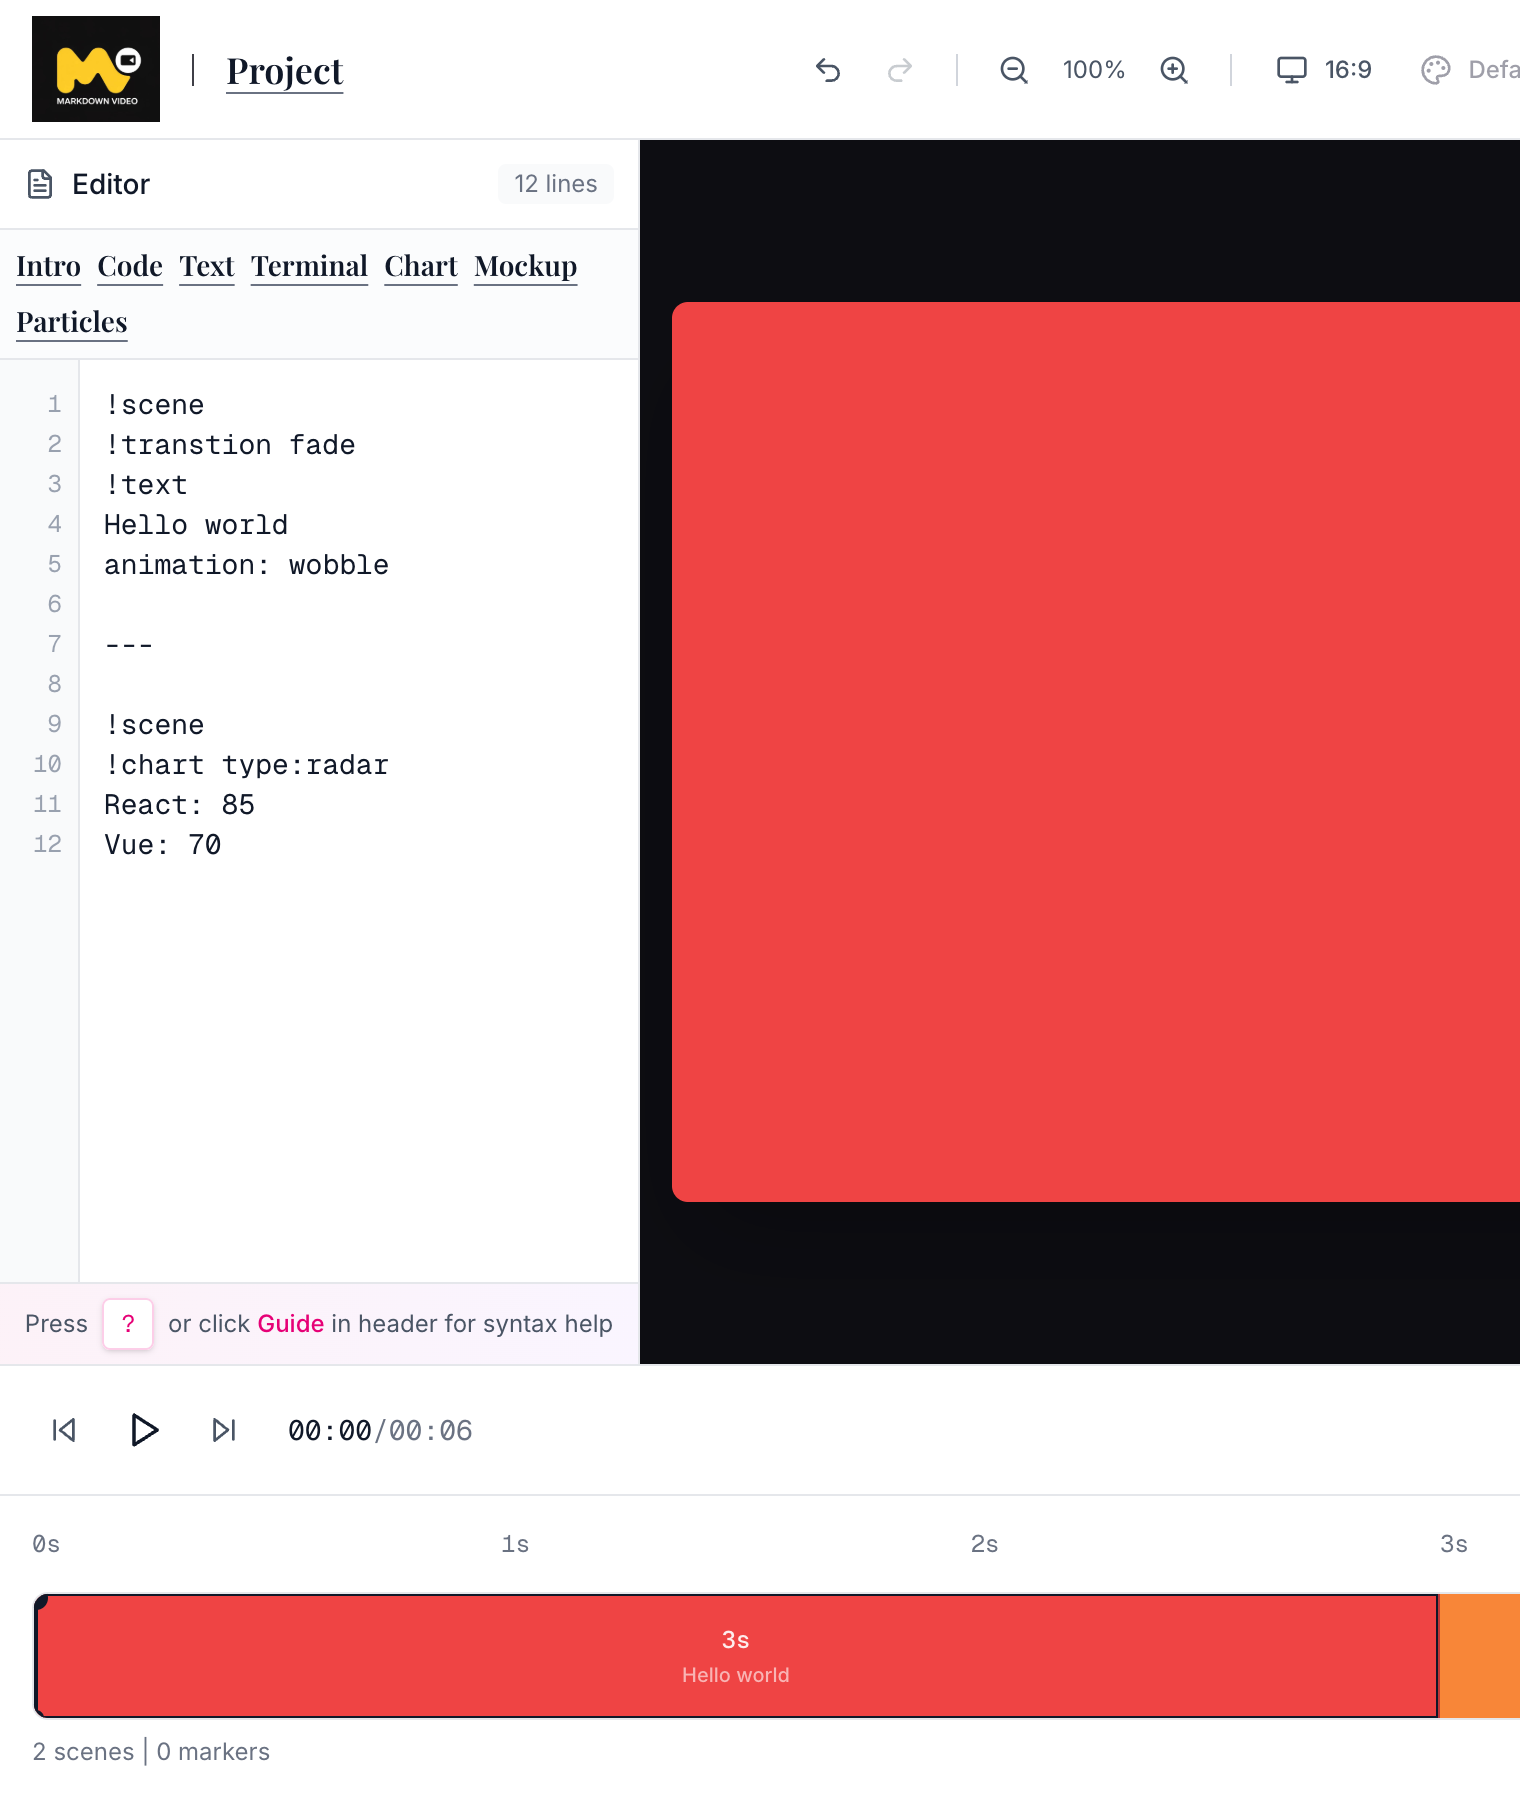 MARKDOWN VIDEO
Project
100%
16:9
Defa
Editor
12 lines
Intro Code Text Terminal Chart Mockup
Particles
1 !scene
2 !transtion fade
3 !text
4 Hello world
5 animation: wobble
6
7 ---
8
9 !scene
10 !chart type:radar
11 React: 85
12 Vue: 70
Press ? or click Guide in header for syntax help
00:00/00:06
0s 1s 2s 3s
3s
Hello world
2 scenes | 0 markers